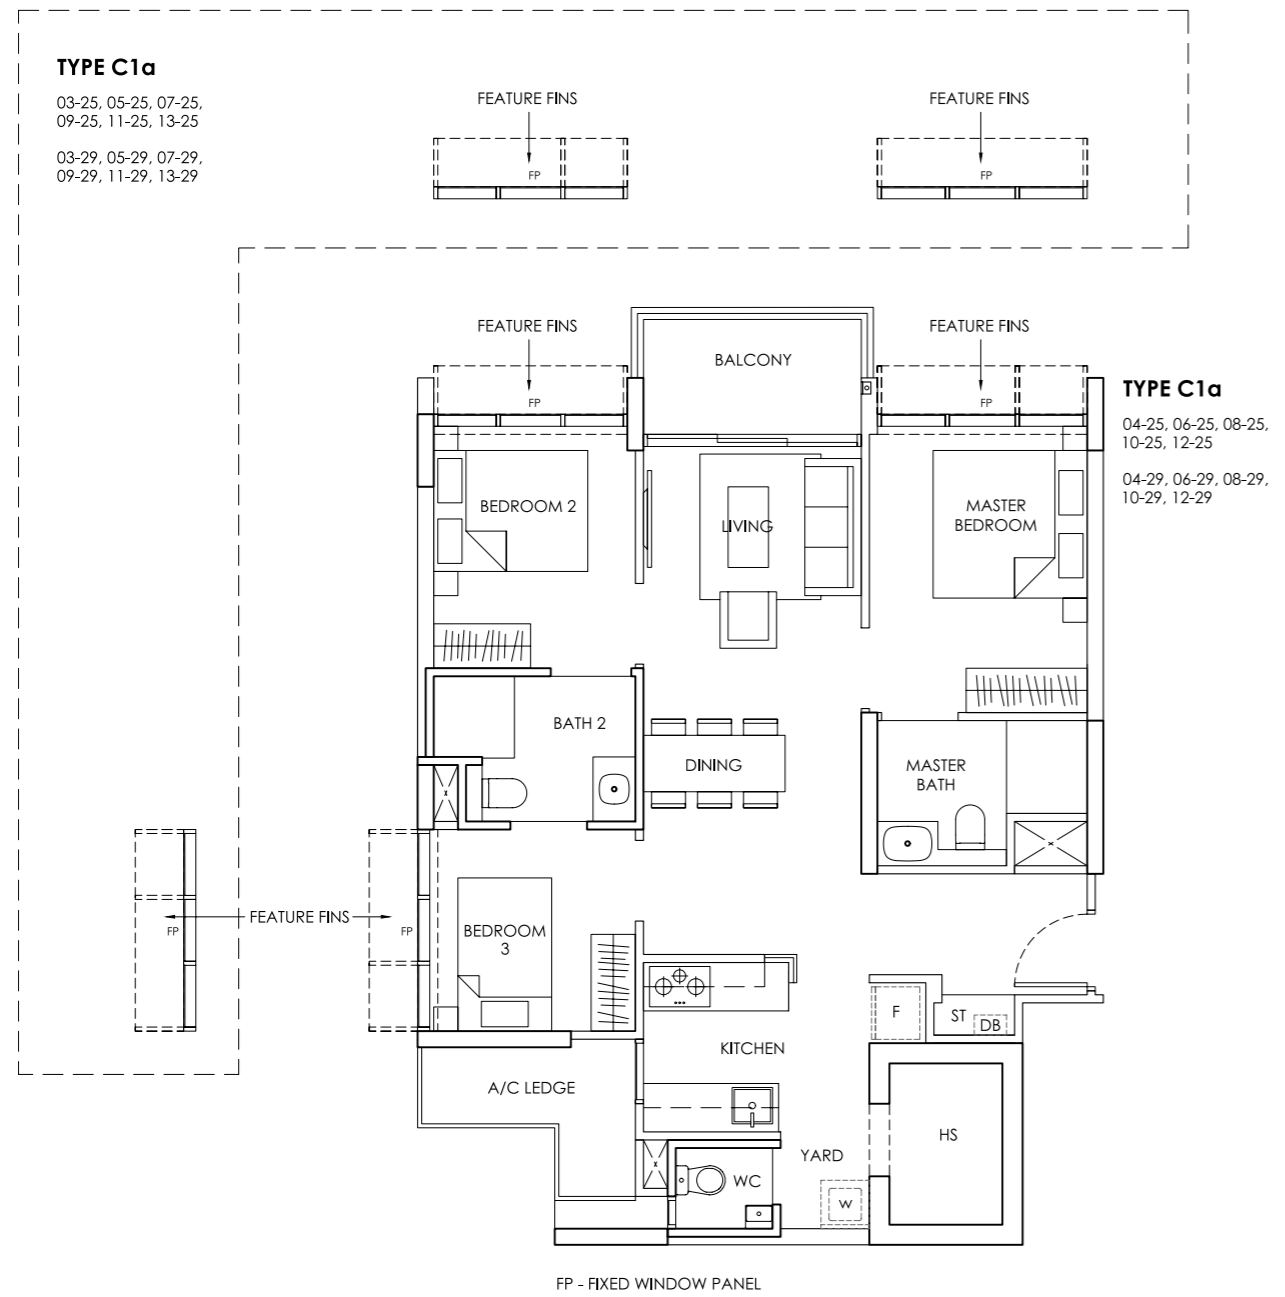 TYPE C1a
03-25, 05-25, 07-25,
09-25, 11-25, 13-25
03-29, 05-29, 07-29,
09-29, 11-29, 13-29
FEATURE FINS
FP
FEATURE FINS
FP
FEATURE FINS
FP
BALCONY
FEATURE FINS
FP
TYPE C1a
04-25, 06-25, 08-25,
10-25, 12-25
04-29, 06-29, 08-29,
10-29, 12-29
BEDROOM 2
LIVING
MASTER
BEDROOM
BATH 2
DINING
MASTER
BATH
FEATURE FINS
FP
FP
BEDROOM
3
F
ST
DB
KITCHEN
A/C LEDGE
HS
YARD
WC
W
FP - FIXED WINDOW PANEL